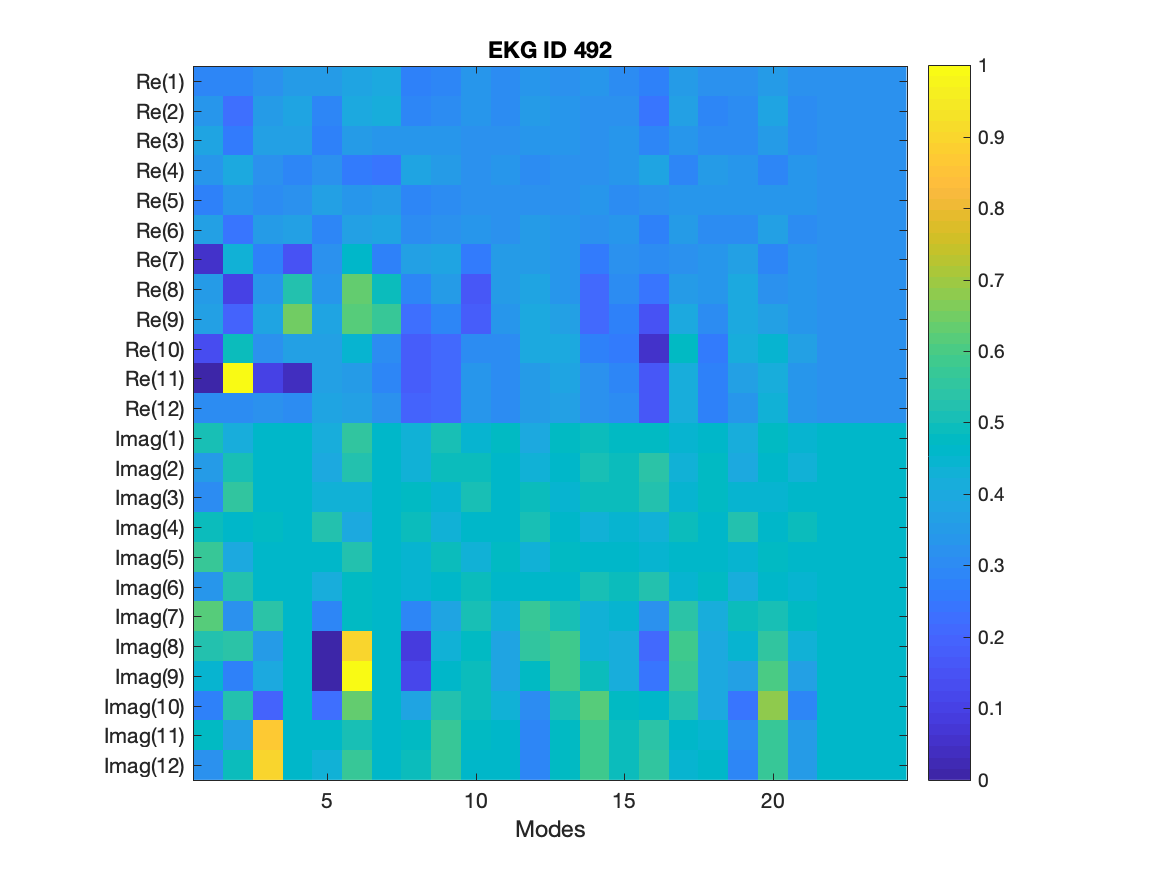 EKG ID 492
Re(1)
Re(2)
Re(3)
Re(4)
Re(5)
Re(6)
Re(7)
Re(8)
Re(9)
Re(10)
Re(11)
Re(12)
Imag(1)
Imag(2)
Imag(3)
Imag(4)
Imag(5)
Imag(6)
Imag(7)
Imag(8)
Imag(9)
Imag(10)
Imag(11)
Imag(12)
5 10 15 20
Modes
1
0.9
0.8
0.7
0.6
0.5
0.4
0.3
0.2
0.1
0